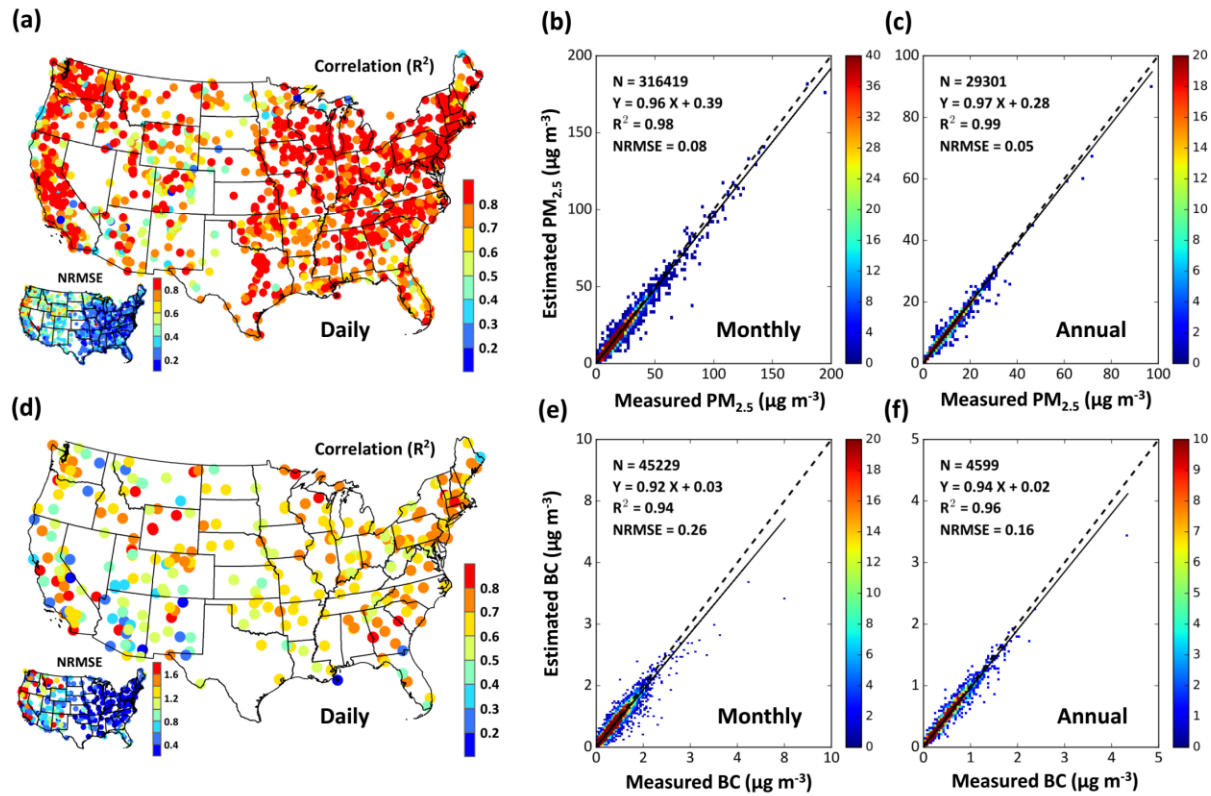 (a)
Correlation (R²)
0.8
0.7
0.6
0.5
0.4
0.3
0.2
NRMSE
0.8
0.6
0.4
0.2
Daily
(b)
200
150
100
50
0
50
100
150
200
40
36
32
28
24
20
16
12
8
4
0
N = 316419
Y = 0.96 X + 0.39
R² = 0.98
NRMSE = 0.08
Monthly
Estimated PM₂.₅ (µg m⁻³)
Measured PM₂.₅ (µg m⁻³)
(c)
100
80
60
40
20
0
0
20
40
60
80
100
20
18
16
14
12
10
8
6
4
2
0
N = 29301
Y = 0.97 X + 0.28
R² = 0.99
NRMSE = 0.05
Annual
Measured PM₂.₅ (µg m⁻³)
(d)
Correlation (R²)
0.8
0.7
0.6
0.5
0.4
0.3
0.2
NRMSE
1.6
1.2
0.8
0.4
Daily
(e)
10
8
4
3
2
0
0
2
4
6
8
10
20
18
16
14
12
10
8
6
4
2
0
N = 45229
Y = 0.92 X + 0.03
R² = 0.94
NRMSE = 0.26
Monthly
Estimated BC (µg m⁻³)
Measured BC (µg m⁻³)
(f)
5
4
3
2
1
0
0
1
2
3
4
5
10
9
8
7
6
5
4
3
2
1
0
N = 4599
Y = 0.94 X + 0.02
R² = 0.96
NRMSE = 0.16
Annual
Measured BC (µg m⁻³)